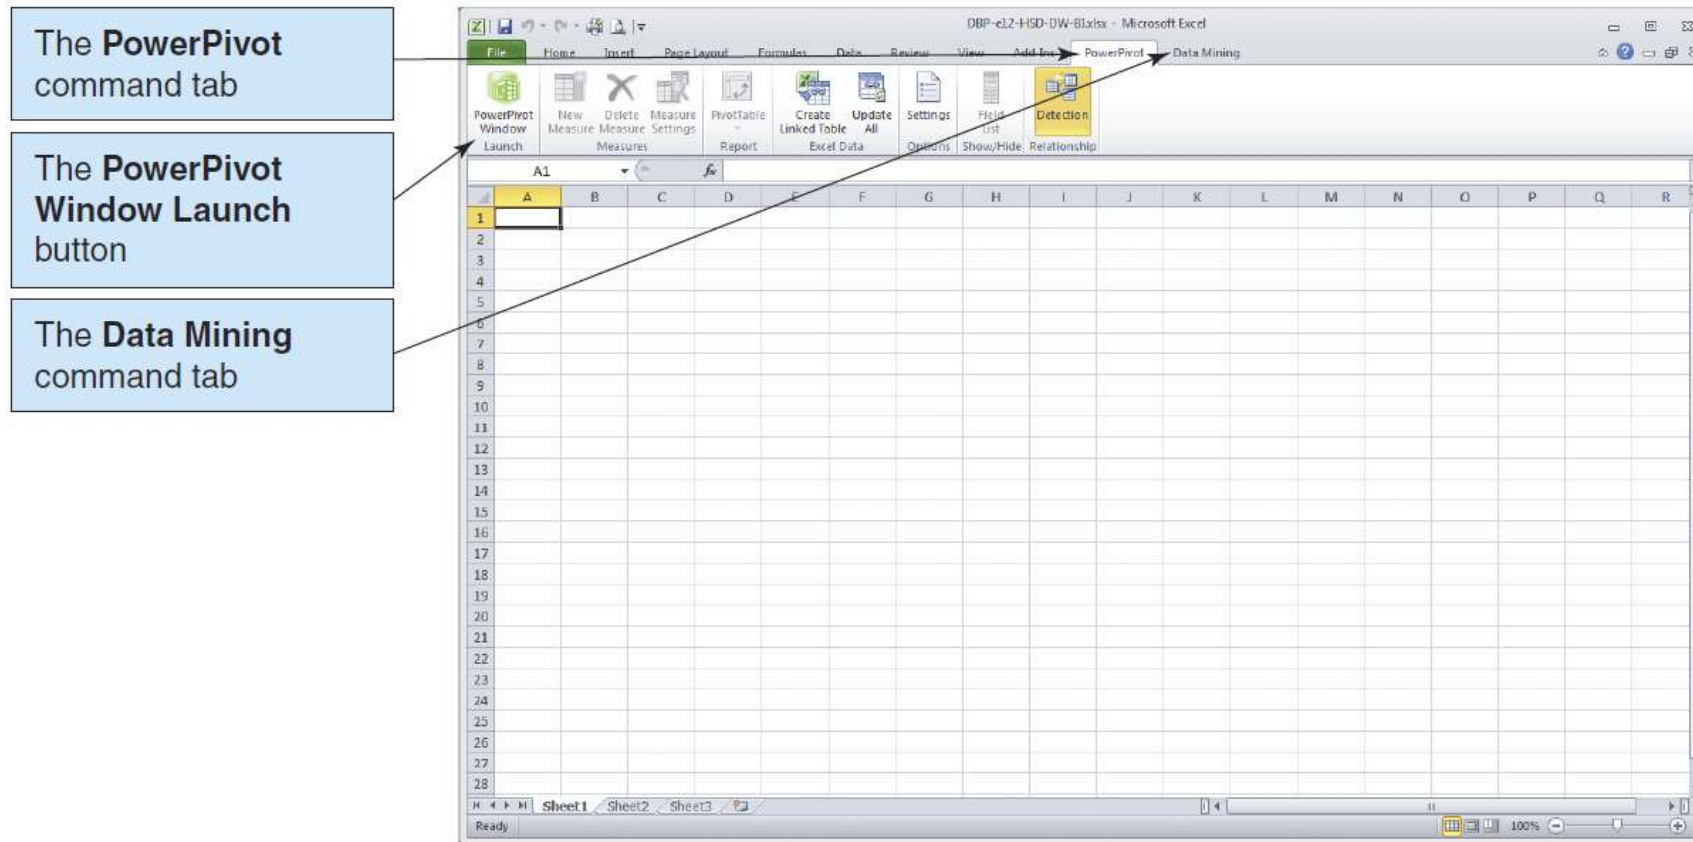 The PowerPivot
command tab
The PowerPivot
Window Launch
button
The Data Mining
command tab
DBP-e12-HSD-DW-BI.xlsx - Microsoft Excel
File Home Insert Page Layout Formulas Data Review View Add-Ins PowerPivot Data Mining
PowerPivot New Delete Measure PivotTable Create Update Settings Field Detection
Window Measure Measure Settings Linked Table All List
Launch Measures Report Excel Data Options Show/Hide Relationship
A1 fx
A B C D E F G H I J K L M N O P Q R
1
2
3
4
5
6
7
8
9
10
11
12
13
14
15
16
17
18
19
20
21
22
23
24
25
26
27
28
Sheet1 Sheet2 Sheet3
Ready 100%